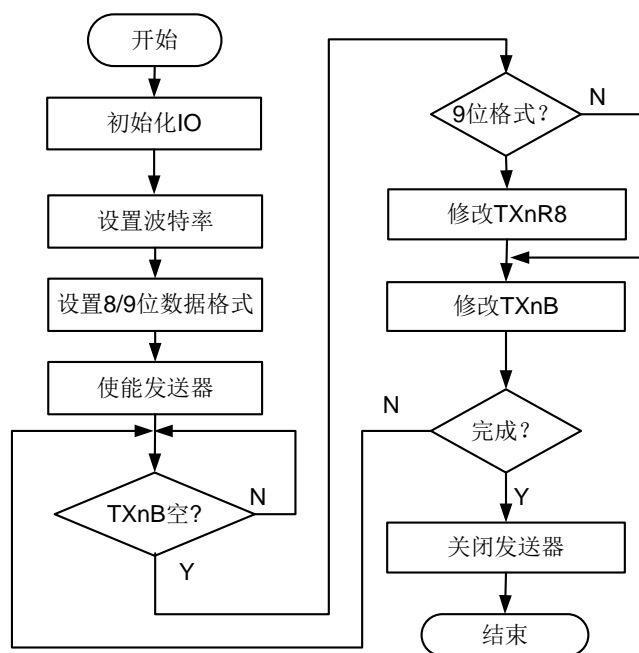 开始
初始化IO
设置波特率
设置8/9位数据格式
使能发送器
TXnB空?
N
Y
9位格式?
N
修改TXnR8
修改TXnB
完成?
N
Y
关闭发送器
结束